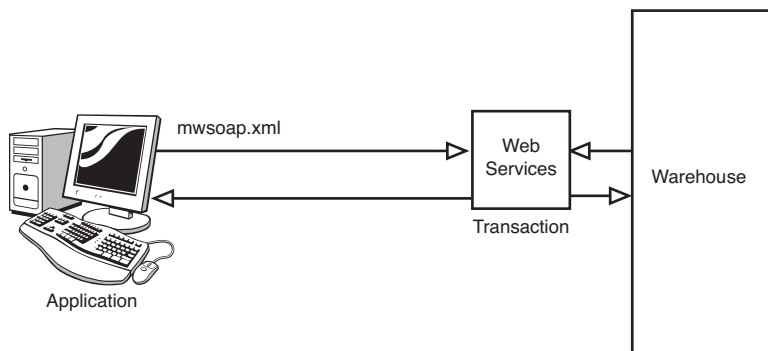 mwsoap.xml
Web
Services
Warehouse
Transaction
Application